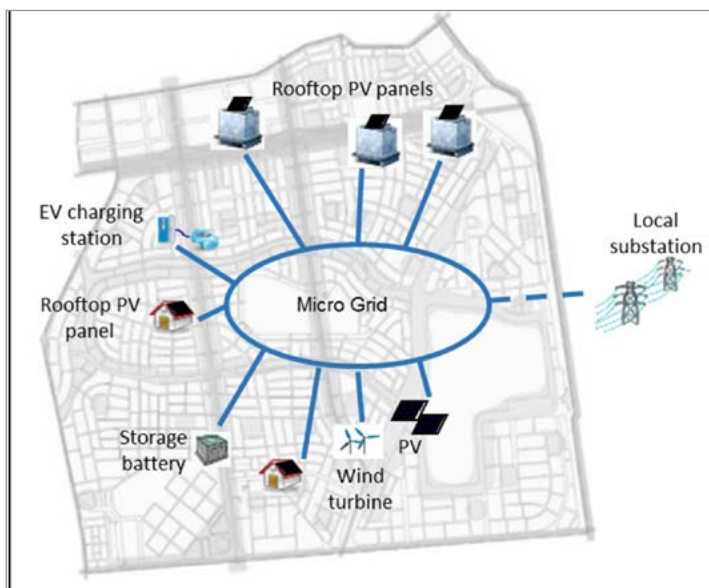 Rooftop PV panels
EV charging
station
Local
substation
Rooftop PV
panel
Micro Grid
Storage
battery
Wind
turbine
PV